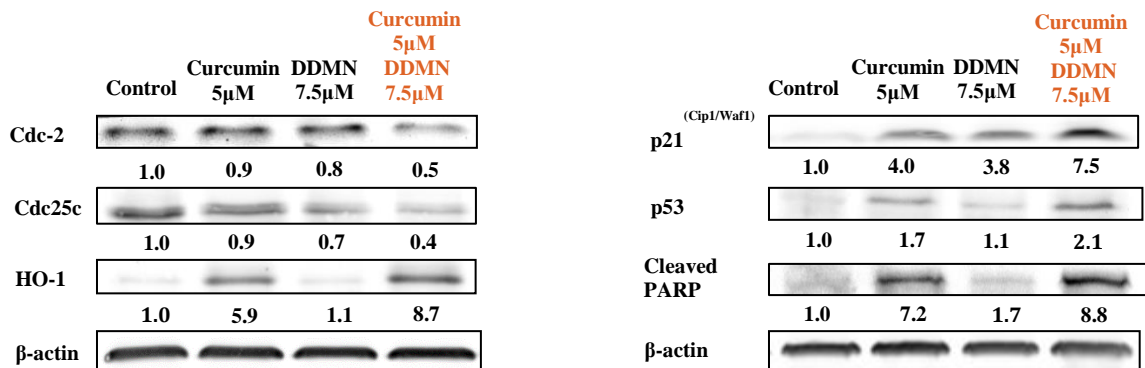 Control
Curcumin
5μM
DDMN
7.5μM
Curcumin
5μM
DDMN
7.5μM
Cdc-2
1.0 0.9 0.8 0.5
Cdc25c
1.0 0.9 0.7 0.4
HO-1
1.0 5.9 1.1 8.7
β-actin
Curcumin
5μM
DDMN
7.5μM
Curcumin
5μM
DDMN
7.5μM
Control
(Cip1/Waf1)
p21
1.0 4.0 3.8 7.5
p53
1.0 1.7 1.1 2.1
Cleaved
PARP
1.0 7.2 1.7 8.8
β-actin